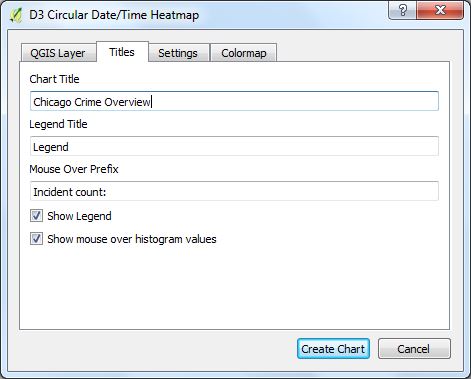 D3 Circular Date/Time Heatmap
QGIS Layer Titles Settings Colormap
Chart Title
Chicago Crime Overview
Legend Title
Legend
Mouse Over Prefix
Incident count:
Show Legend
Show mouse over histogram values
Create Chart Cancel